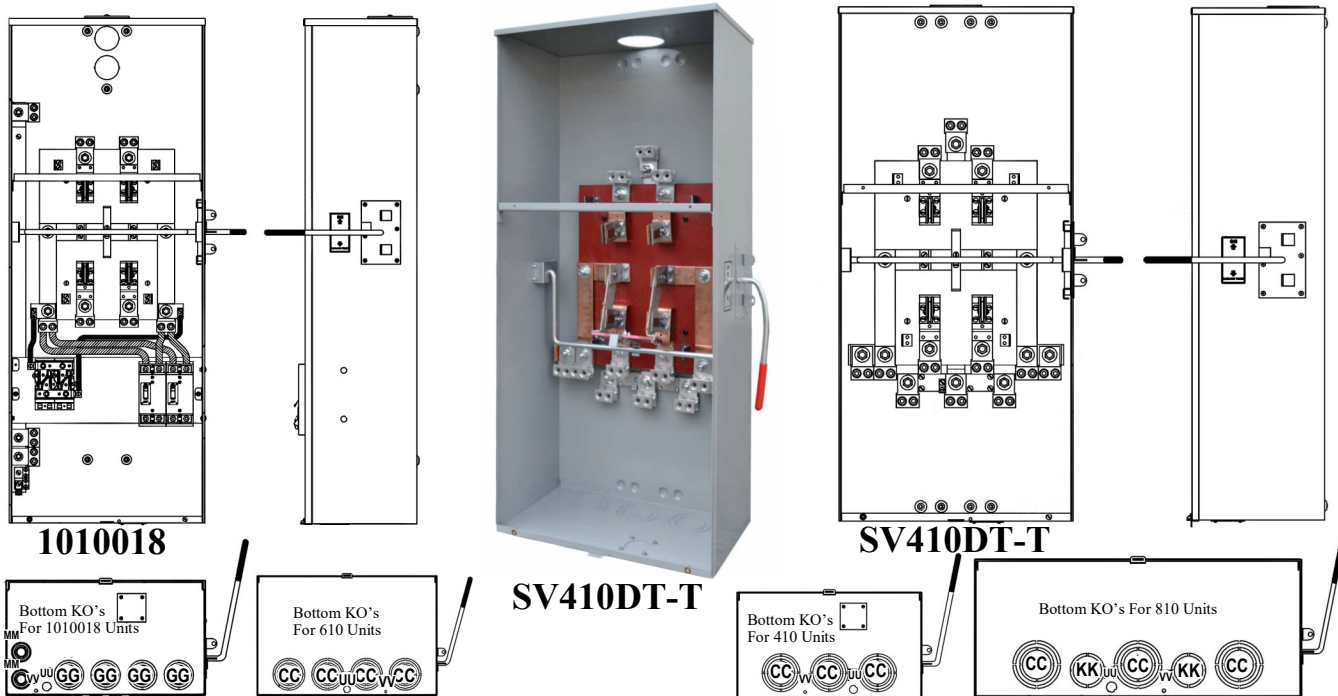 1010018
SV410DT-T
SV410DT-T
Bottom KO's
For 1010018 Units
MM
MM
VV UU GG GG GG GG
Bottom KO's
For 610 Units
CC CC UU CC VV CC
Bottom KO's
For 410 Units
CC VV CC UU CC
Bottom KO's For 810 Units
CC KK UU CC VV KK CC